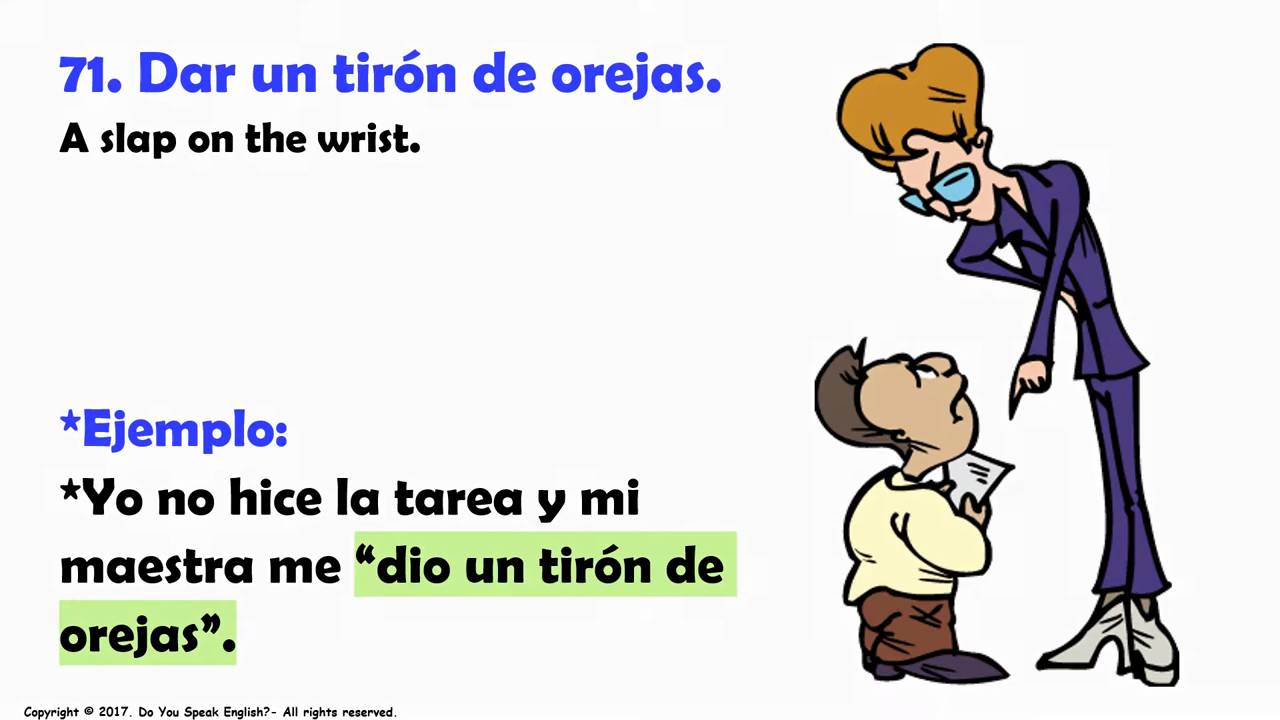 71. Dar un tirón de orejas.
A slap on the wrist.
*Ejemplo:
*Yo no hice la tarea y mi
maestra me “dio un tirón de
orejas”.
Copyright © 2017. Do You Speak English?- All rights reserved.